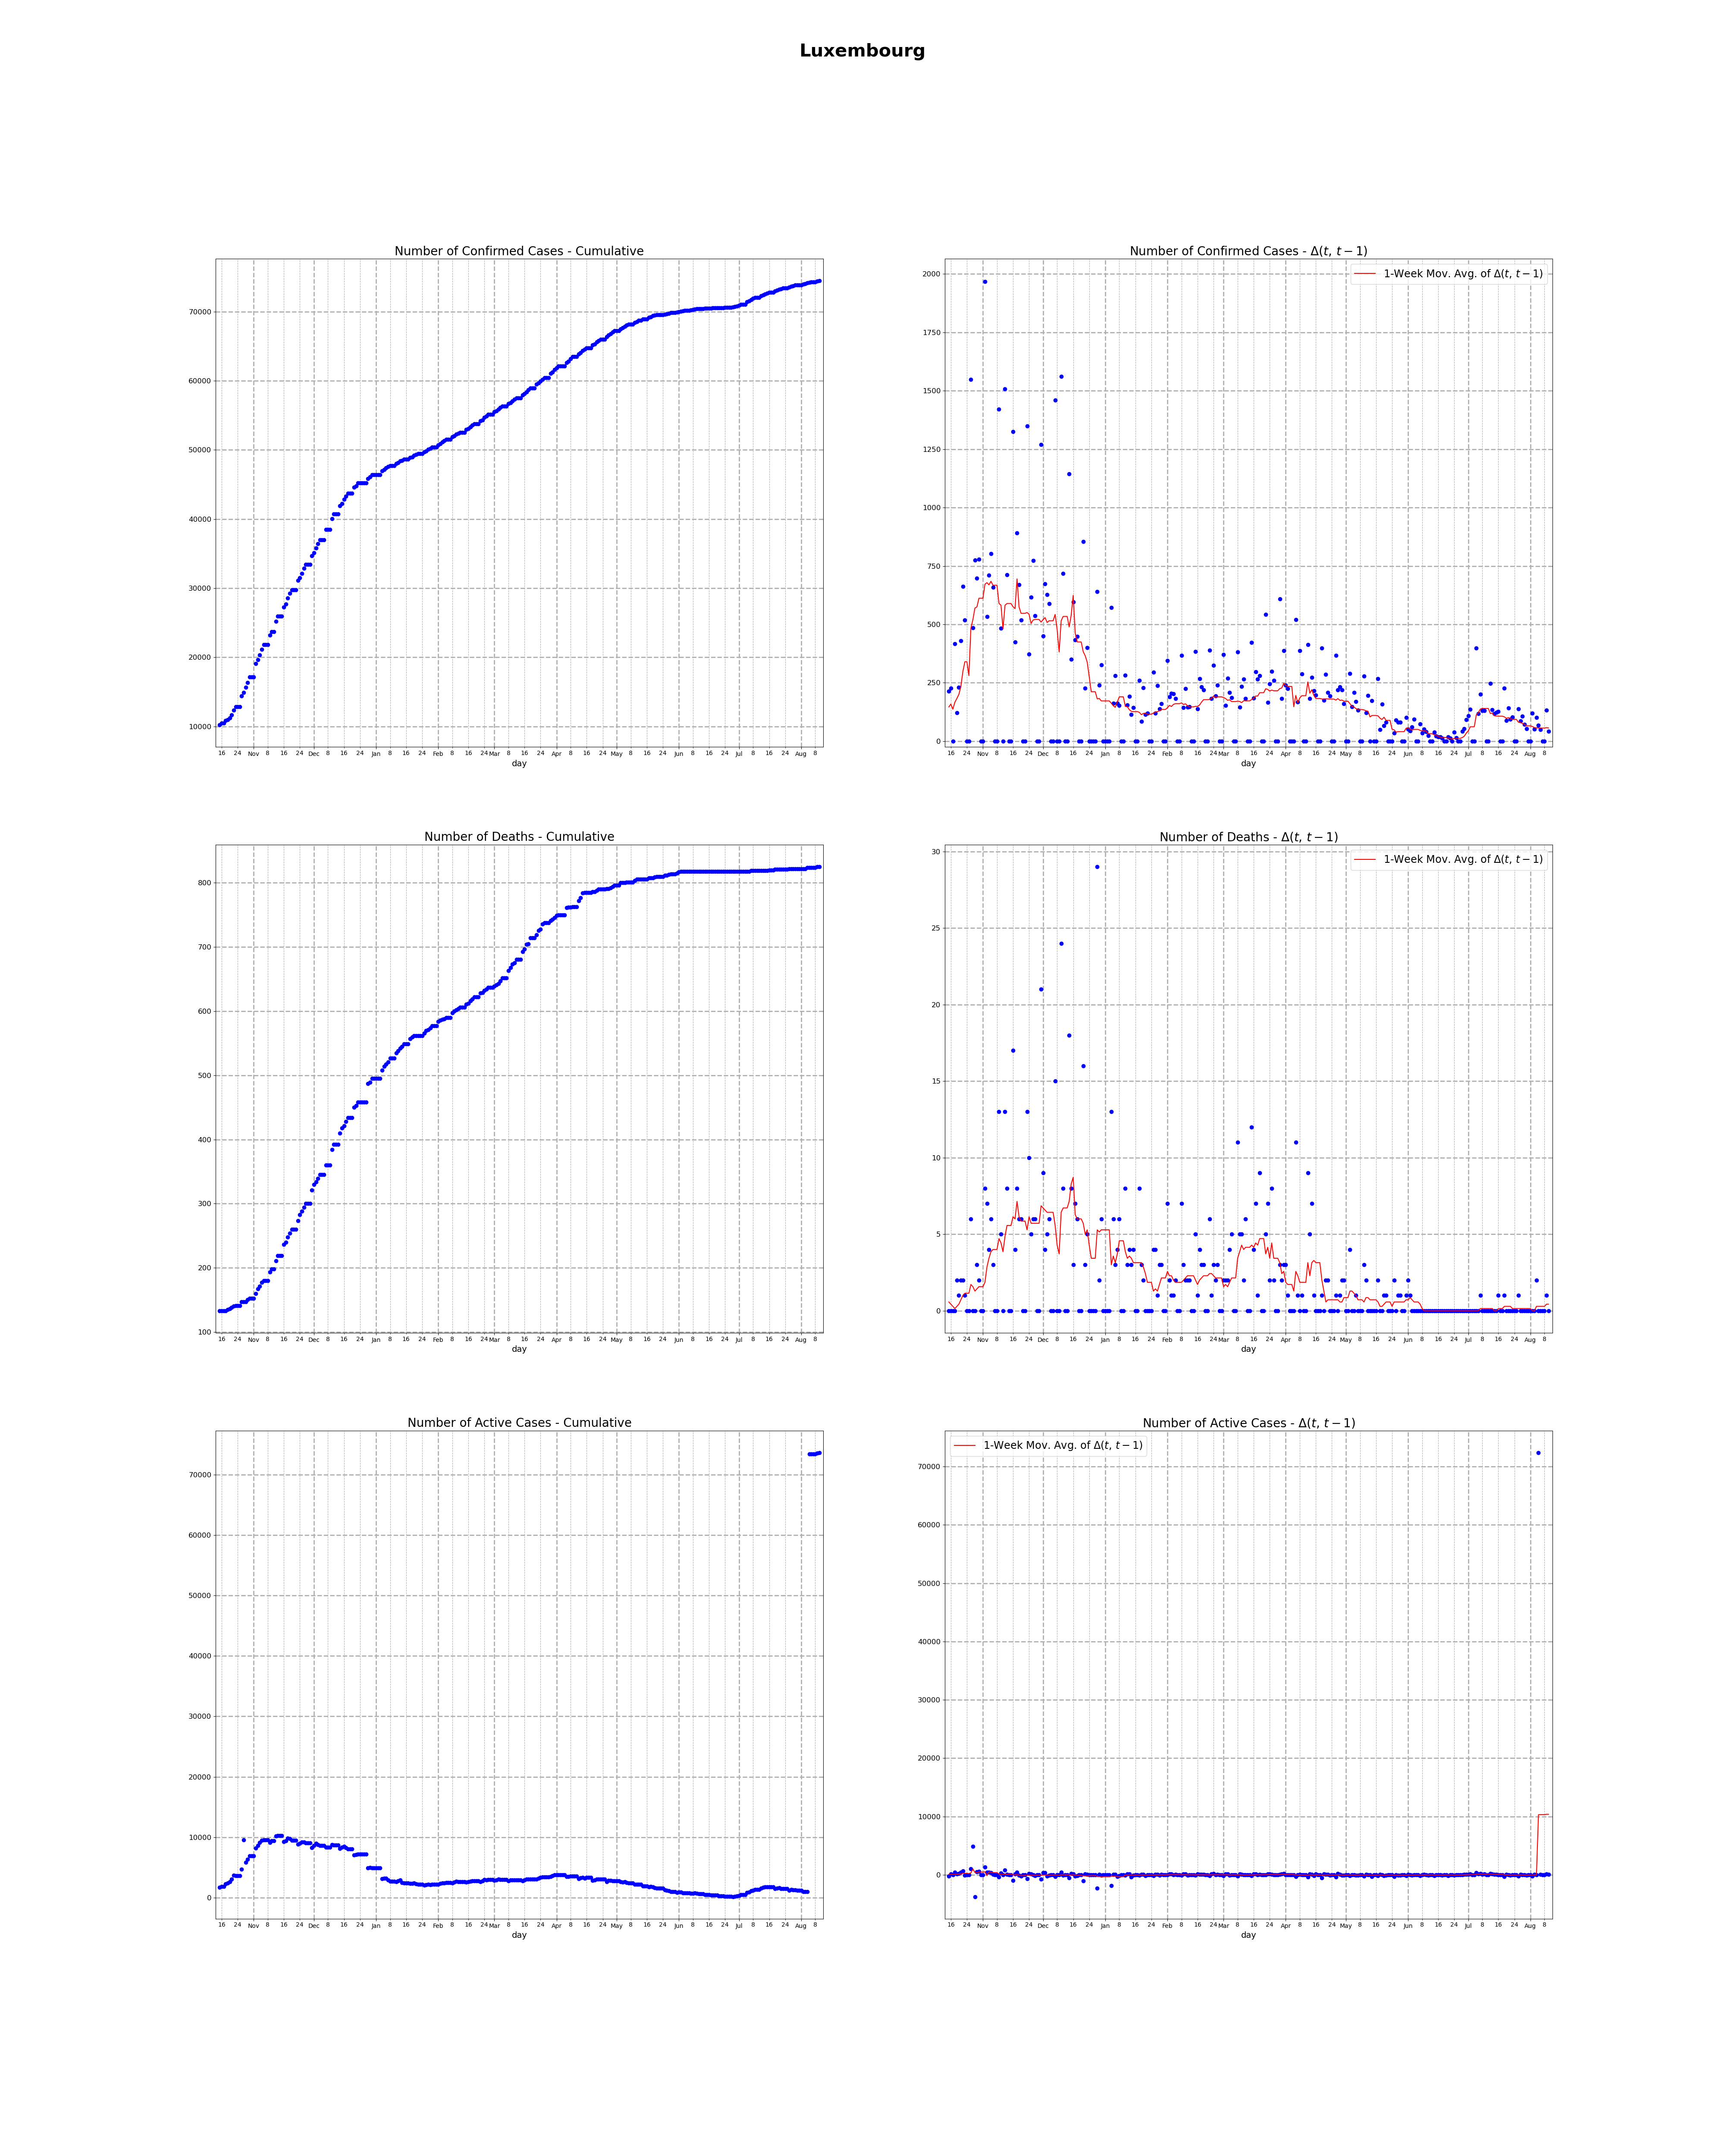 Luxembourg
Number of Confirmed Cases - Cumulative
70000
60000
50000
40000
30000
20000
10000
16 24 Nov 8 16 24 Dec 8 16 24 Jan 8 16 24 Feb 8 16 24 Mar 8 16 24 Apr 8 16 24 May 8 16 24 Jun 8 16 24 Jul 8 16 24 Aug 8
day
Number of Confirmed Cases - Δ(t, t − 1)
1-Week Mov. Avg. of Δ(t, t − 1)
2000
1750
1500
1250
1000
750
500
250
0
16 24 Nov 8 16 24 Dec 8 16 24 Jan 8 16 24 Feb 8 16 24 Mar 8 16 24 Apr 8 16 24 May 8 16 24 Jun 8 16 24 Jul 8 16 24 Aug 8
day
Number of Deaths - Cumulative
800
700
600
500
400
300
200
100
16 24 Nov 8 16 24 Dec 8 16 24 Jan 8 16 24 Feb 8 16 24 Mar 8 16 24 Apr 8 16 24 May 8 16 24 Jun 8 16 24 Jul 8 16 24 Aug 8
day
Number of Deaths - Δ(t, t − 1)
1-Week Mov. Avg. of Δ(t, t − 1)
30
25
20
15
10
5
0
16 24 Nov 8 16 24 Dec 8 16 24 Jan 8 16 24 Feb 8 16 24 Mar 8 16 24 Apr 8 16 24 May 8 16 24 Jun 8 16 24 Jul 8 16 24 Aug 8
day
Number of Active Cases - Cumulative
70000
60000
50000
40000
30000
20000
10000
0
16 24 Nov 8 16 24 Dec 8 16 24 Jan 8 16 24 Feb 8 16 24 Mar 8 16 24 Apr 8 16 24 May 8 16 24 Jun 8 16 24 Jul 8 16 24 Aug 8
day
Number of Active Cases - Δ(t, t − 1)
1-Week Mov. Avg. of Δ(t, t − 1)
70000
60000
50000
40000
30000
20000
10000
0
16 24 Nov 8 16 24 Dec 8 16 24 Jan 8 16 24 Feb 8 16 24 Mar 8 16 24 Apr 8 16 24 May 8 16 24 Jun 8 16 24 Jul 8 16 24 Aug 8
day